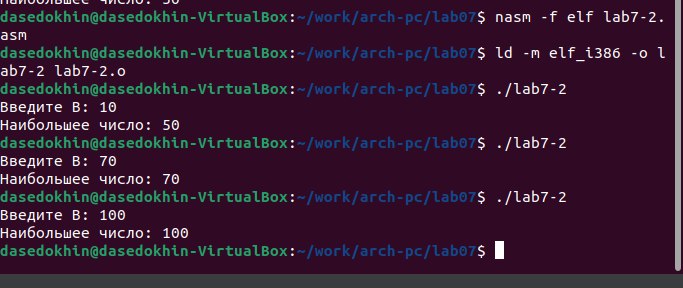 Наибольшее число: 50
dasedokhin@dasedokhin-VirtualBox:~/work/arch-pc/lab07$ nasm -f elf lab7-2.
asm
dasedokhin@dasedokhin-VirtualBox:~/work/arch-pc/lab07$ ld -m elf_i386 -o l
ab7-2 lab7-2.o
dasedokhin@dasedokhin-VirtualBox:~/work/arch-pc/lab07$ ./lab7-2
Введите B: 10
Наибольшее число: 50
dasedokhin@dasedokhin-VirtualBox:~/work/arch-pc/lab07$ ./lab7-2
Введите B: 70
Наибольшее число: 70
dasedokhin@dasedokhin-VirtualBox:~/work/arch-pc/lab07$ ./lab7-2
Введите B: 100
Наибольшее число: 100
dasedokhin@dasedokhin-VirtualBox:~/work/arch-pc/lab07$